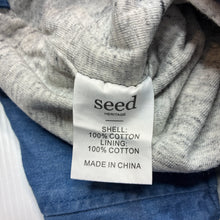 seed
HERITAGE
SHELL:
100% COTTON
LINING:
100% COTTON
MADE IN CHINA